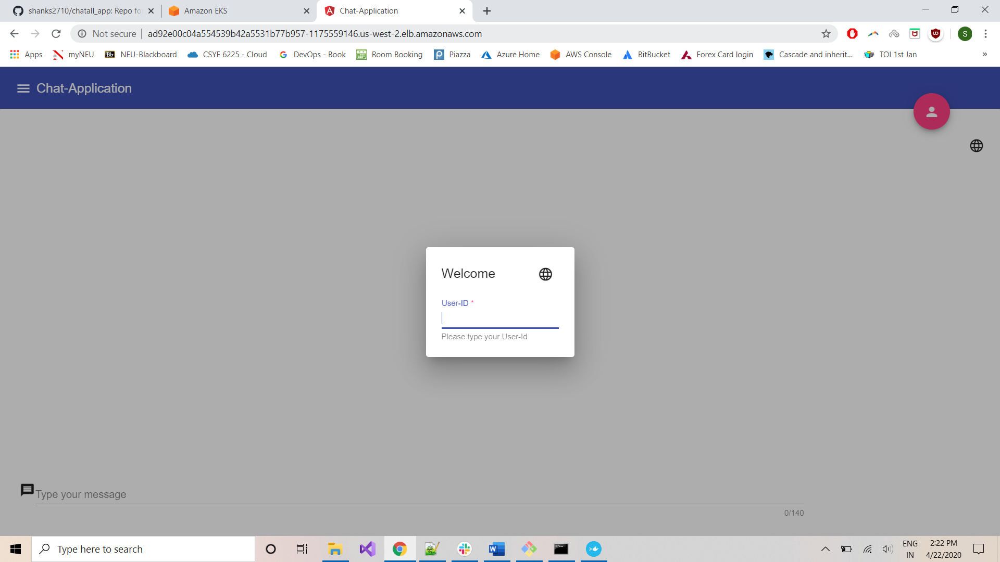 shanks2710/chatall_app: Repo fo
Amazon EKS
Chat-Application
Not secure
ad92e00c04a554539b42a5531b77b957-1175559146.us-west-2.elb.amazonaws.com
S
Apps
myNEU
Bb
NEU-Blackboard
CSYE 6225 - Cloud
DevOps - Book
Room Booking
Piazza
Azure Home
AWS Console
BitBucket
Forex Card login
Cascade and inherit...
TOI 1st Jan
»
Chat-Application
Welcome
User-ID *
Please type your User-Id
Type your message
0/140
Type here to search
ENG
IN
2:22 PM
4/22/2020